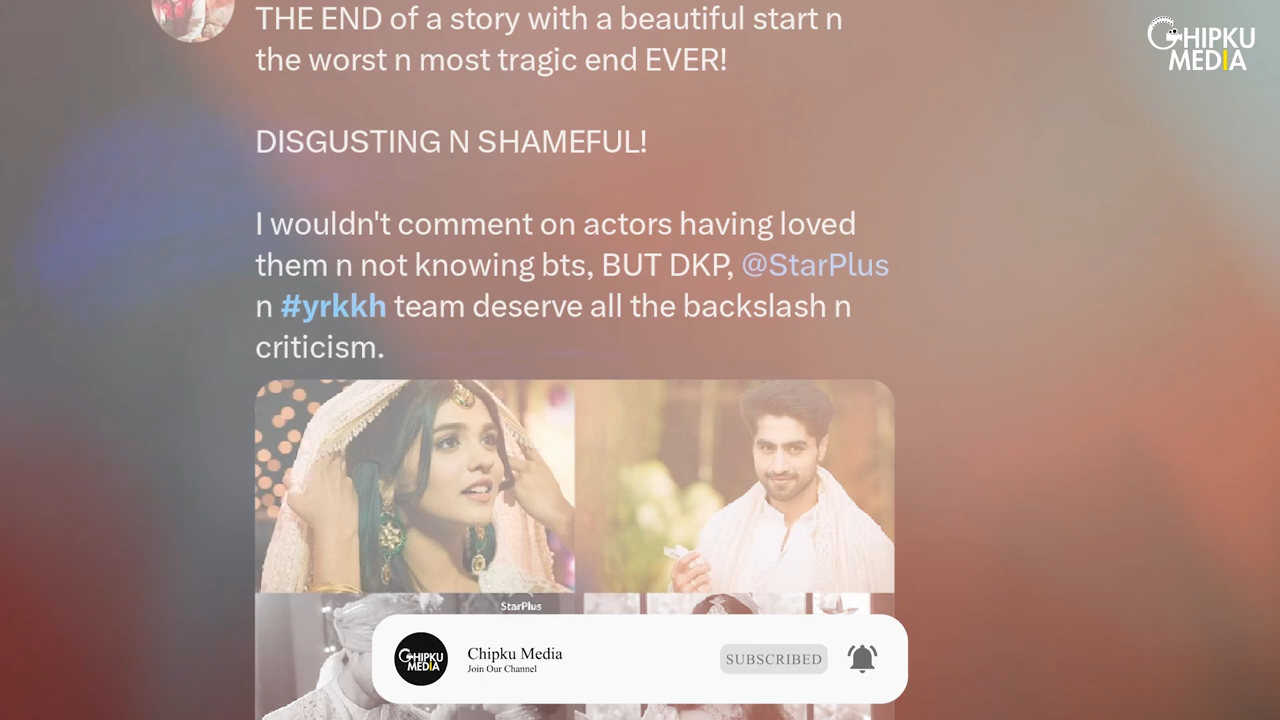 THE END of a story with a beautiful start n
the worst n most tragic end EVER!
DISGUSTING N SHAMEFUL!
I wouldn't comment on actors having loved
them n not knowing bts, BUT DKP, @StarPlus
n #yrkkh team deserve all the backslash n
criticism.
CHIPKU
MEDIA
StarPlus
CHIPKU
MEDIA
Chipku Media
Join Our Channel
SUBSCRIBED